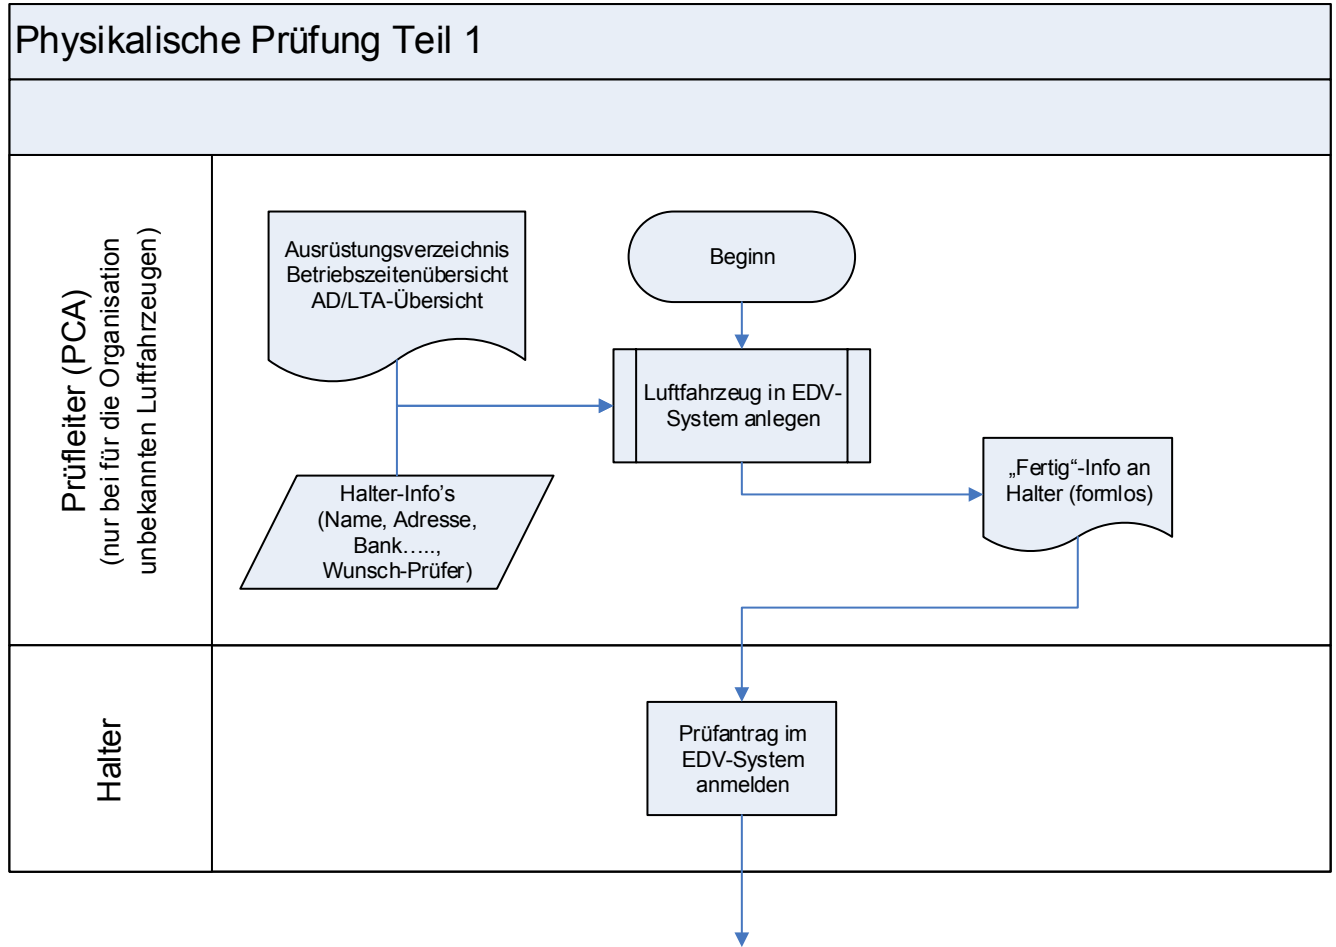 Physikalische Prüfung Teil 1
Prüfleiter (PCA)
(nur bei für die Organisation
unbekannten Luftfahrzeugen)
Ausrüstungsverzeichnis
Betriebszeitenübersicht
AD/LTA-Übersicht
Beginn
Luftfahrzeug in EDV-
System anlegen
Halter-Info’s
(Name, Adresse,
Bank…..,
Wunsch-Prüfer)
„Fertig“-Info an
Halter (formlos)
Halter
Prüfantrag im
EDV-System
anmelden